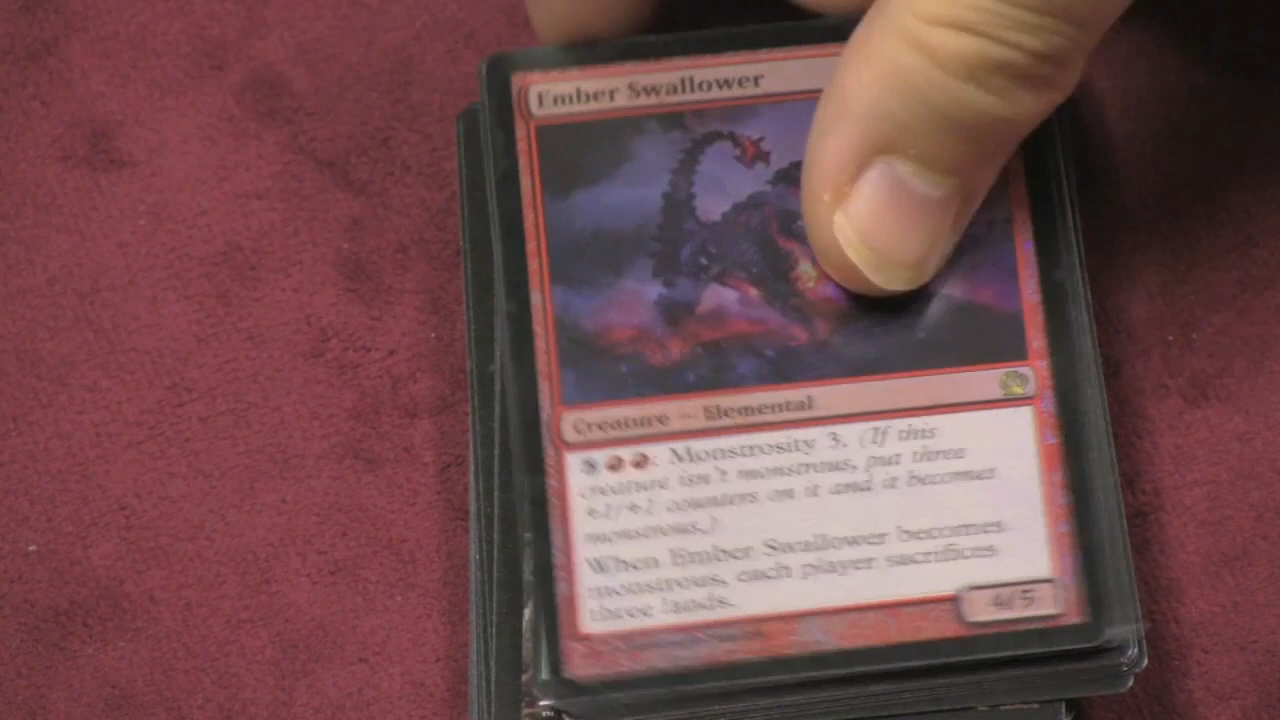 Ember Swallower
Creature — Elemental
5: Monstrosity 3. (If this
creature isn't monstrous, put three
+1/+1 counters on it and it becomes
monstrous.)
When Ember Swallower becomes
monstrous, each player sacrifices
three lands.
4/5